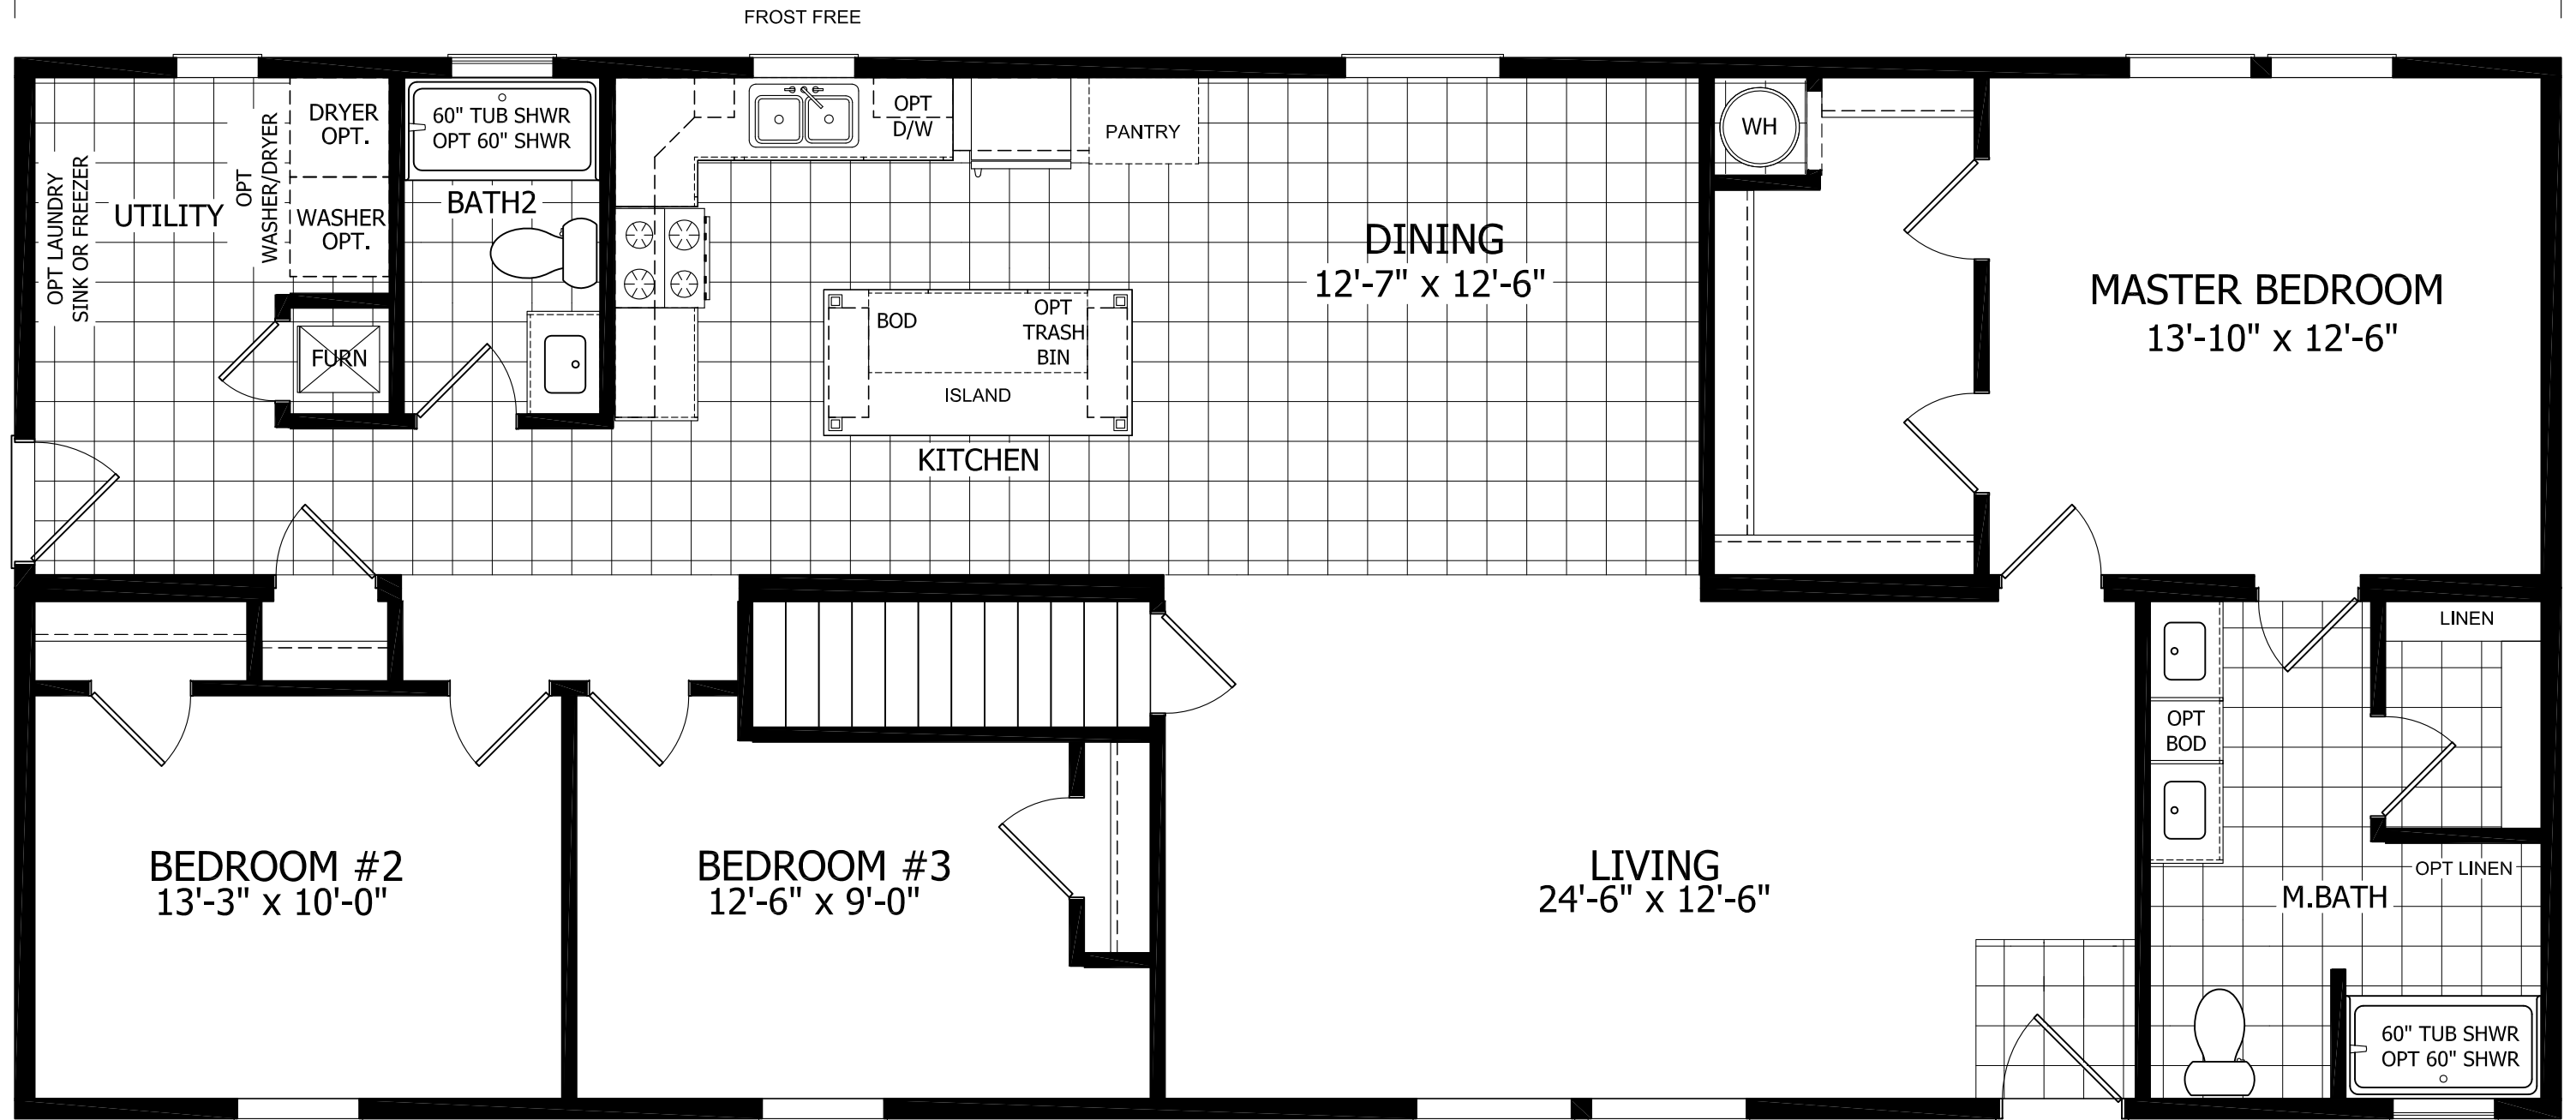 FROST FREE
DRYER
OPT.
WASHER
OPT.
OPT
WASHER/DRYER
OPT LAUNDRY
SINK OR FREEZER
UTILITY
FURN
60" TUB SHWR
OPT 60" SHWR
BATH2
OPT
D/W
PANTRY
BOD
OPT
TRASH
BIN
ISLAND
KITCHEN
DINING
12'-7" x 12'-6"
WH
MASTER BEDROOM
13'-10" x 12'-6"
LINEN
OPT
BOD
BEDROOM #2
13'-3" x 10'-0"
BEDROOM #3
12'-6" x 9'-0"
LIVING
24'-6" x 12'-6"
OPT LINEN
M.BATH
60" TUB SHWR
OPT 60" SHWR